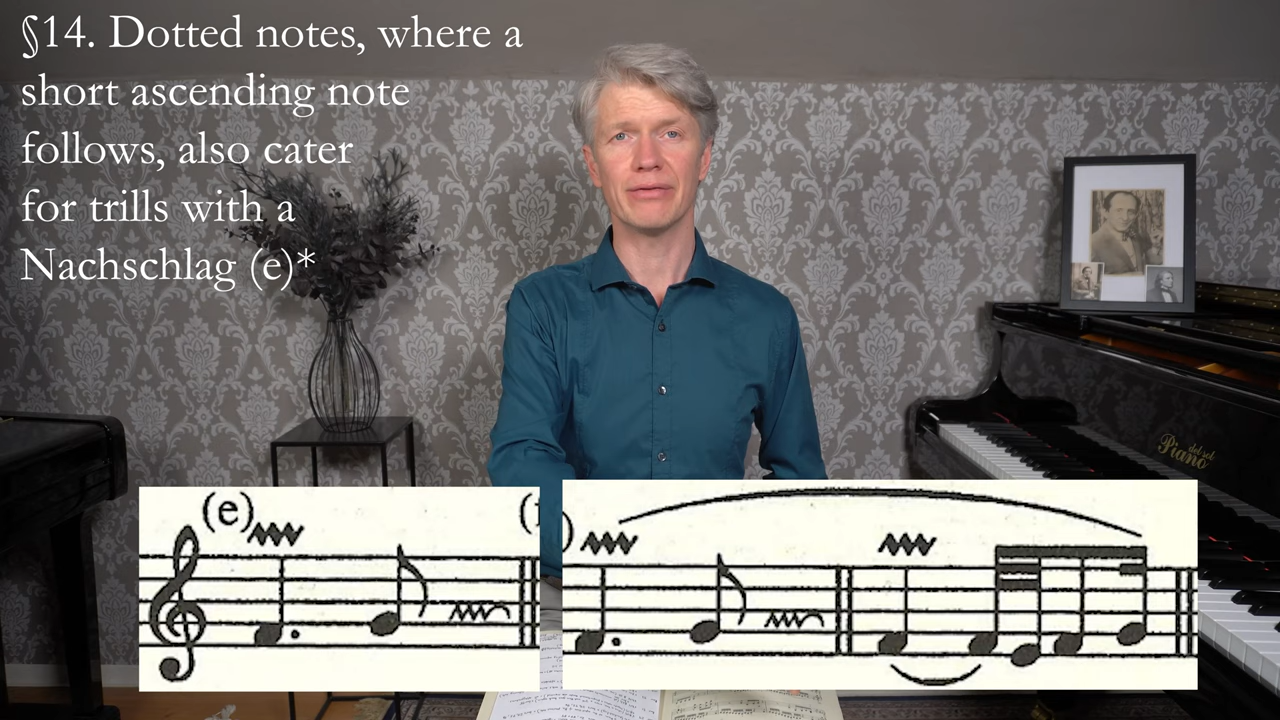 §14. Dotted notes, where a
short ascending note
follows, also cater
for trills with a
Nachschlag (e)*
(e)
Piano